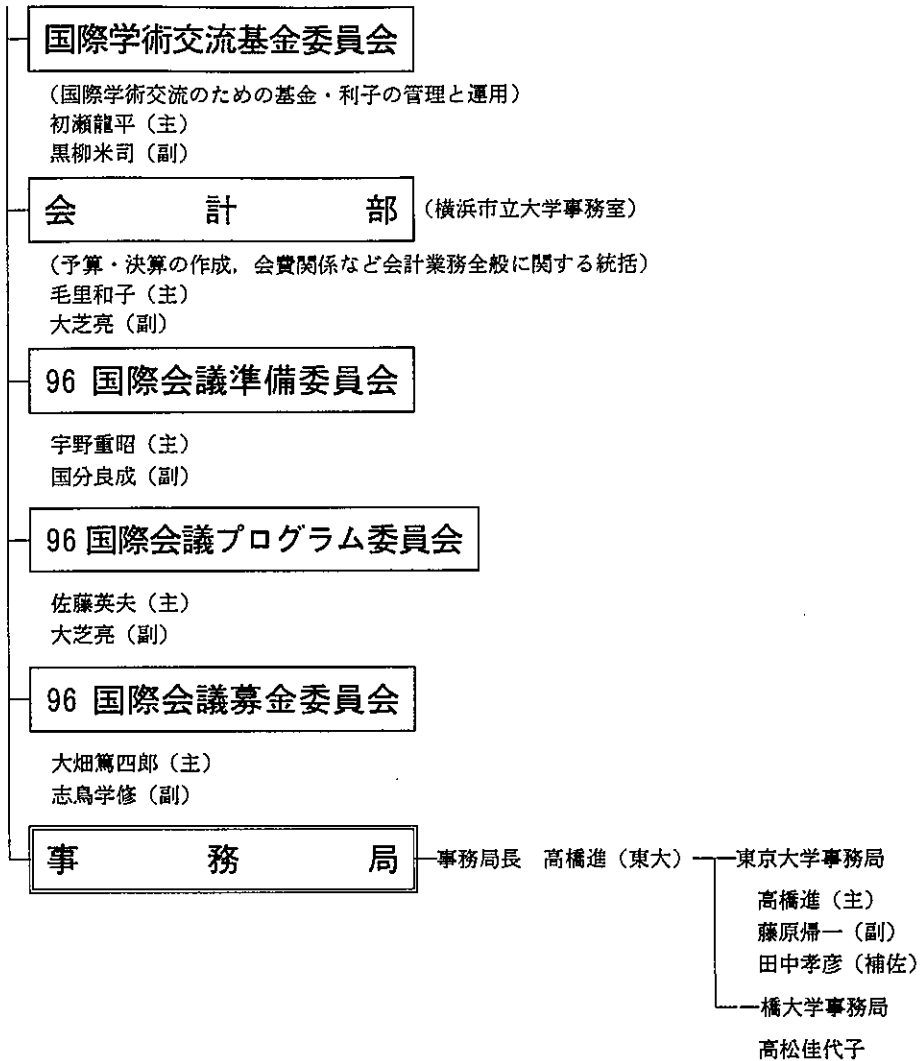 国際学術交流基金委員会
(国際学術交流のための基金・利子の管理と運用)
初瀬龍平(主)
黒柳米司(副)
会計部 (横浜市立大学事務室)
(予算・決算の作成,会費関係など会計業務全般に関する統括)
毛里和子(主)
大芝亮(副)
96 国際会議準備委員会
宇野重昭(主)
国分良成(副)
96 国際会議プログラム委員会
佐藤英夫(主)
大芝亮(副)
96 国際会議募金委員会
大畑篤四郎(主)
志鳥学修(副)
事務局 事務局長 高橋進(東大) 東京大学事務局
高橋進(主)
藤原帰一(副)
田中孝彦(補佐)
一橋大学事務局
高松佳代子